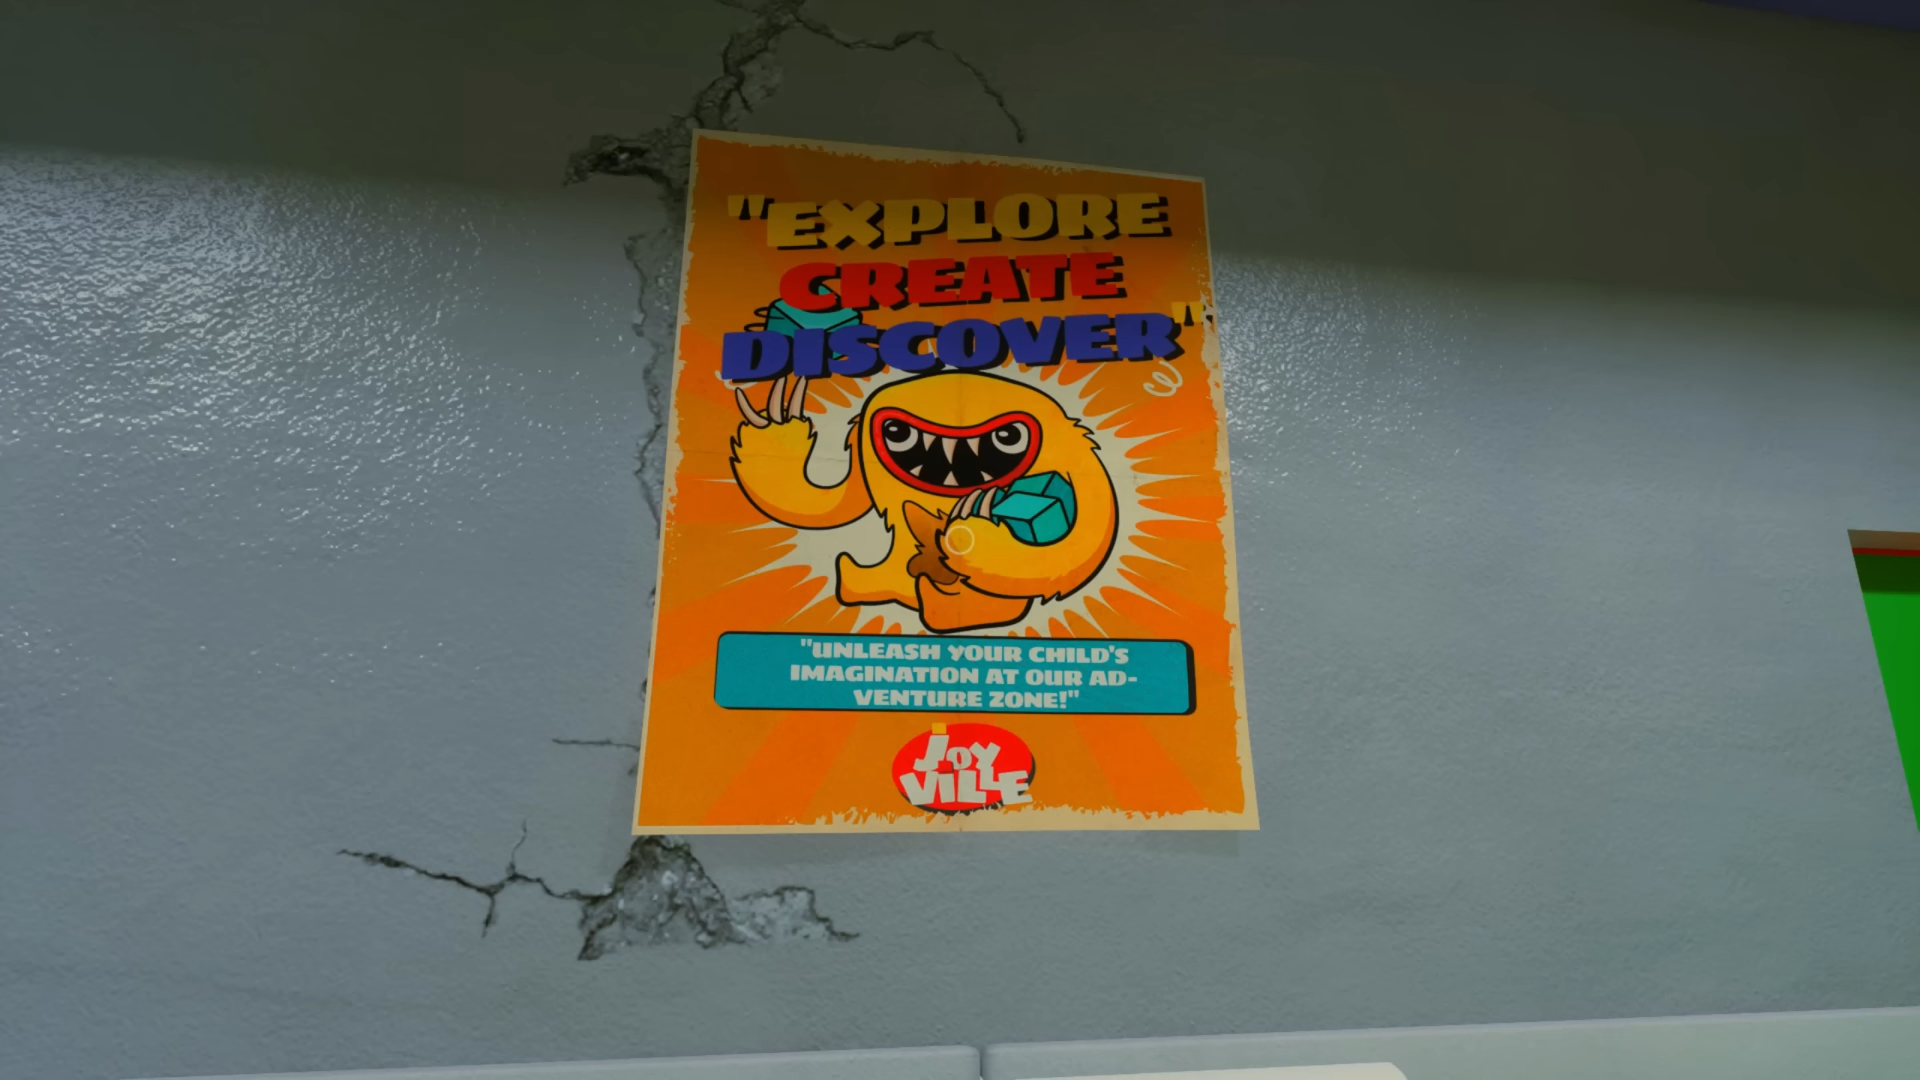 "EXPLORE
CREATE
DISCOVER"
"UNLEASH YOUR CHILD'S
IMAGINATION AT OUR AD-
VENTURE ZONE!"
JOY
VILLE